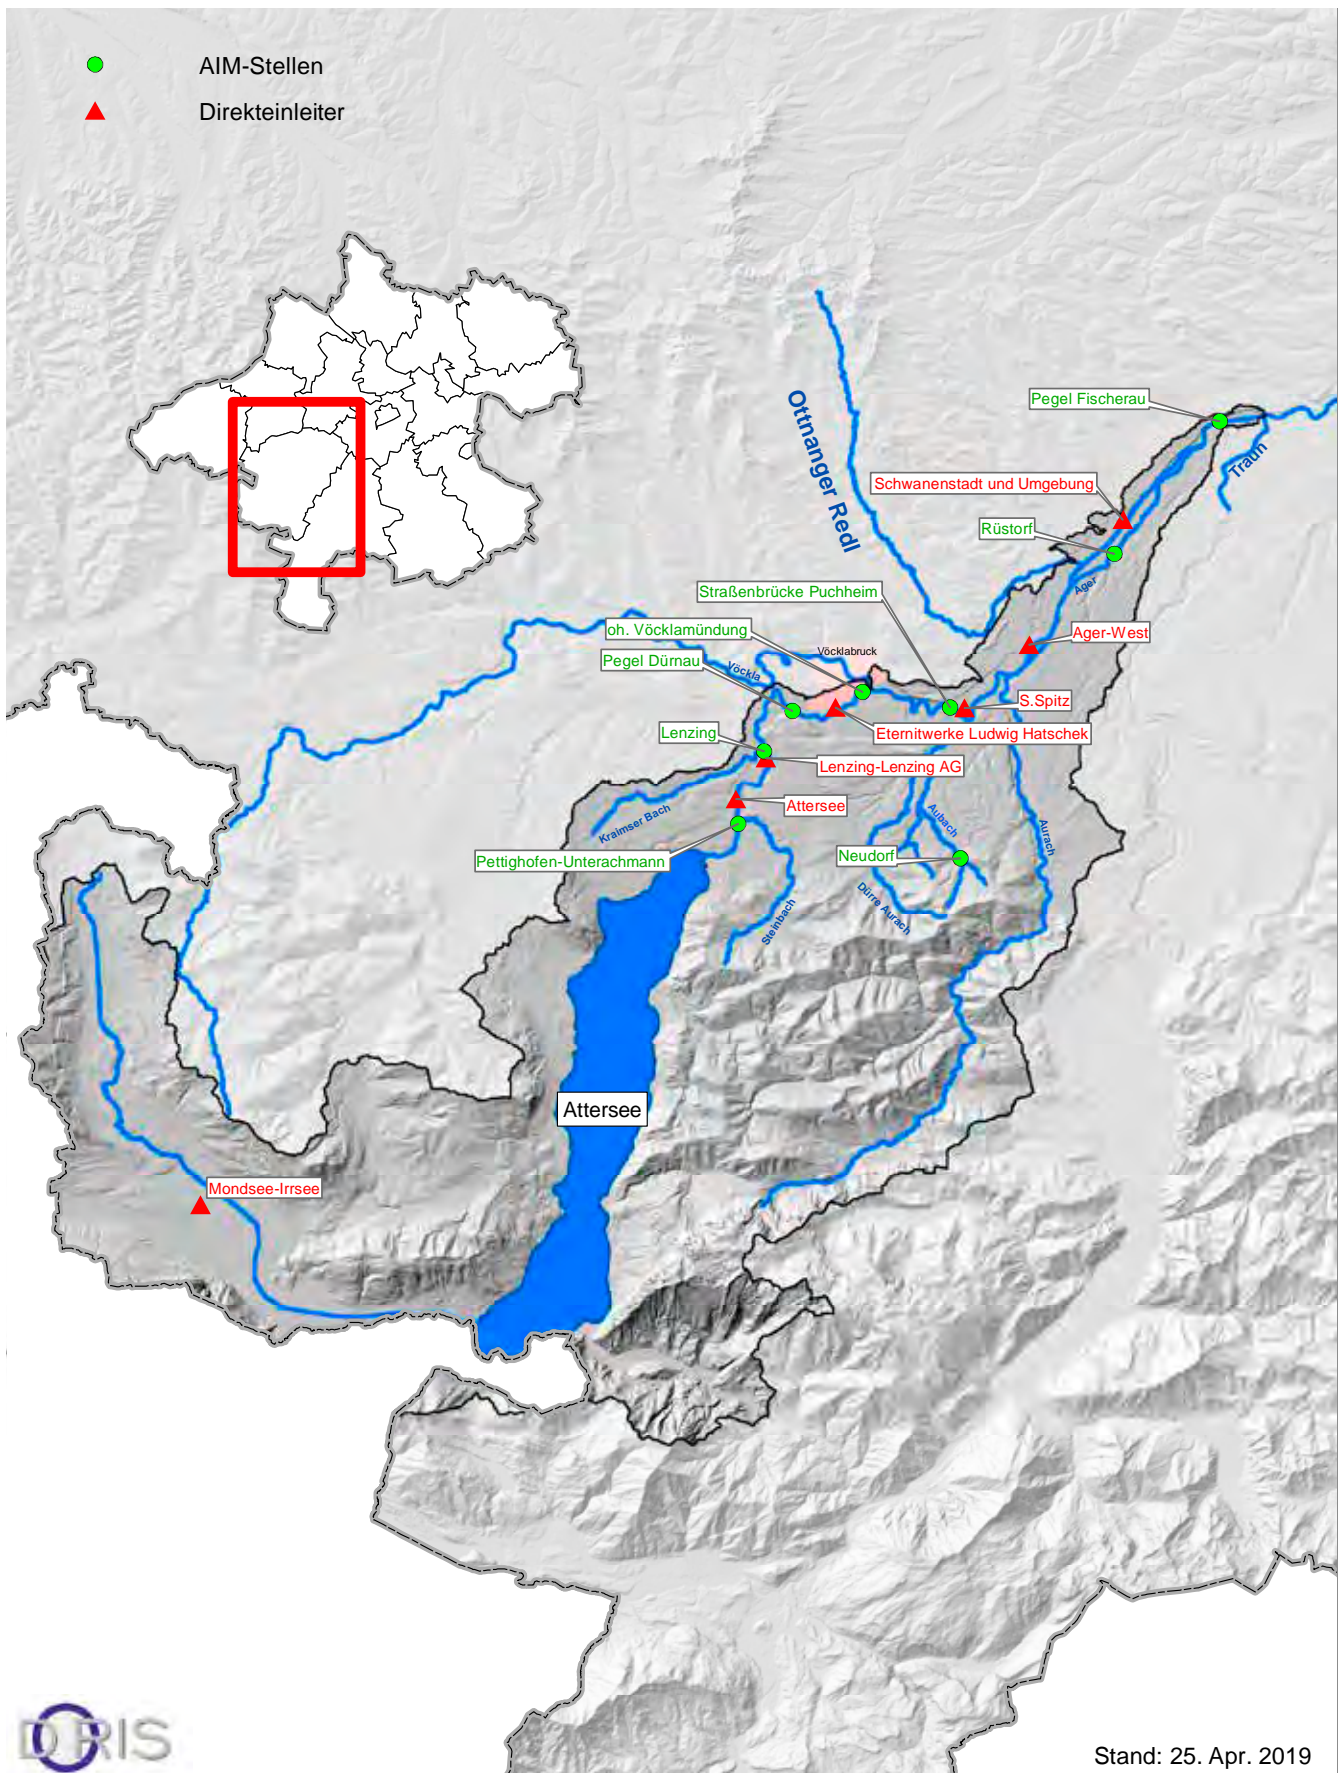 AIM-Stellen
Direkteinleiter
Pegel Fischerau
Ottnanger Redl
Traun
Schwanenstadt und Umgebung
Rüstorf
Ager
Straßenbrücke Puchheim
oh. Vöcklamündung
Ager-West
Vöcklabruck
Pegel Dürnau
Vöckla
S.Spitz
Lenzing
Eternitwerke Ludwig Hatschek
Lenzing-Lenzing AG
Attersee
Kraimser Bach
Aubach
Aurach
Pettighofen-Unterachmann
Neudorf
Dürre Aurach
Steinbach
Attersee
Mondsee-Irrsee
DORIS
Stand: 25. Apr. 2019